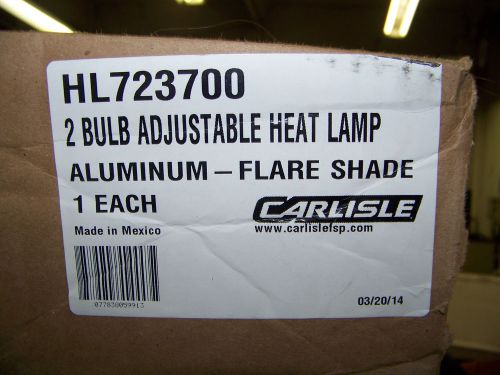 HL723700
2 BULB ADJUSTABLE HEAT LAMP
ALUMINUM – FLARE SHADE
1 EACH
CARLISLE
Made in Mexico
www.carlislefsp.com
077838059913
03/20/14